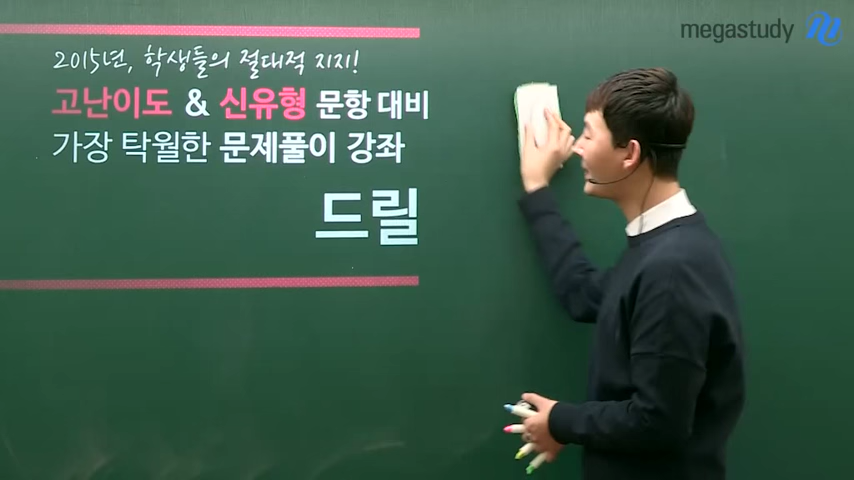 megastudy
2015년, 학생들의 절대적 지지!
고난이도 & 신유형 문항 대비
가장 탁월한 문제풀이 강좌
드릴